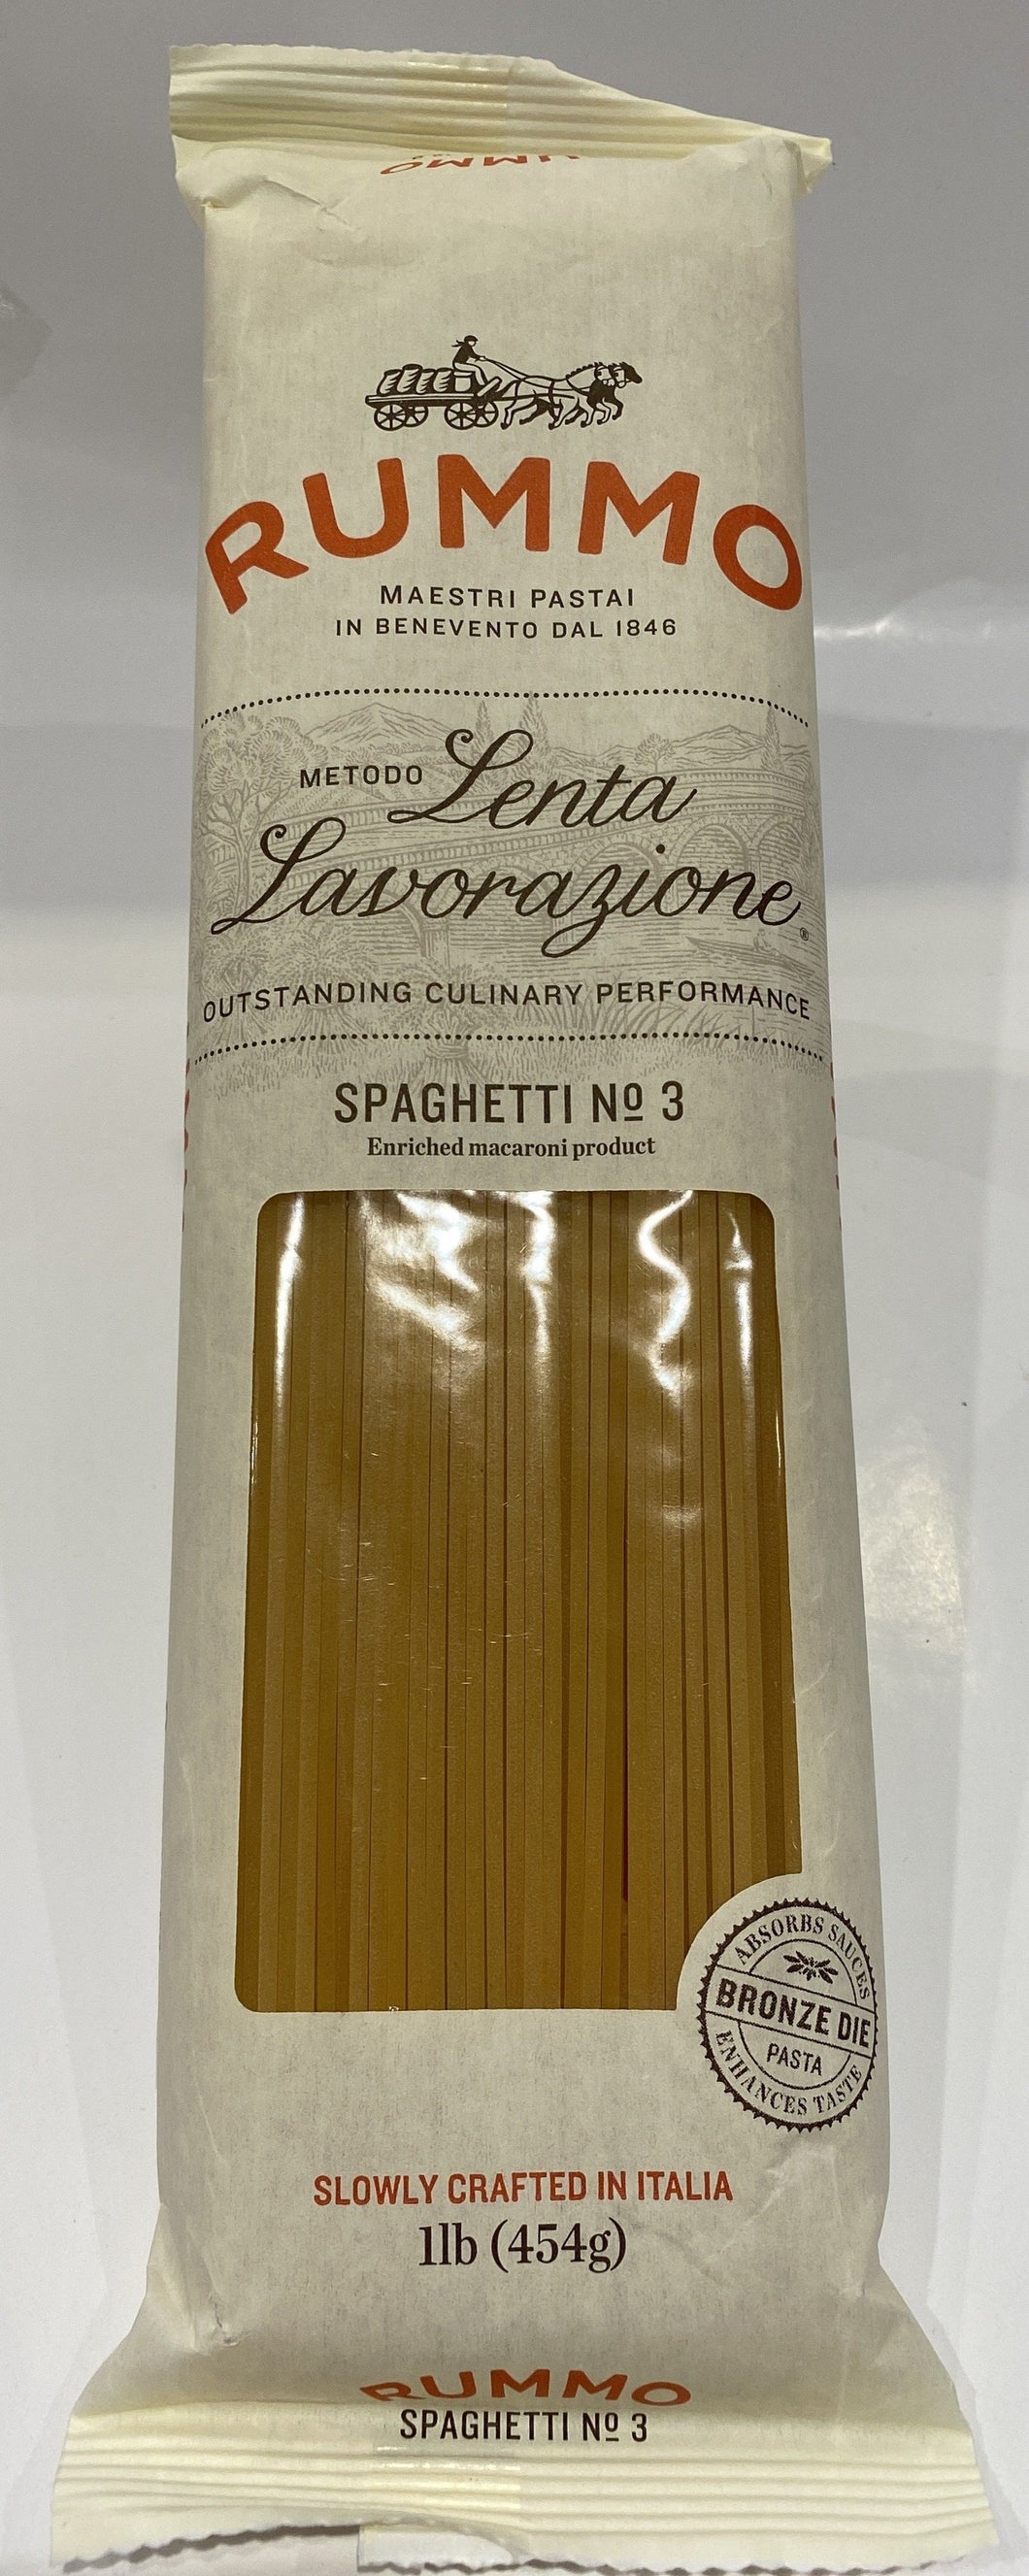 RUMMO
MAESTRI PASTAI
IN BENEVENTO DAL 1846
METODO Lenta
Lavorazione®
OUTSTANDING CULINARY PERFORMANCE
SPAGHETTI Nº 3
Enriched macaroni product
ABSORBS SAUCES
BRONZE DIE
PASTA
ENHANCES TASTE
SLOWLY CRAFTED IN ITALIA
1lb (454g)
RUMMO
SPAGHETTI Nº 3